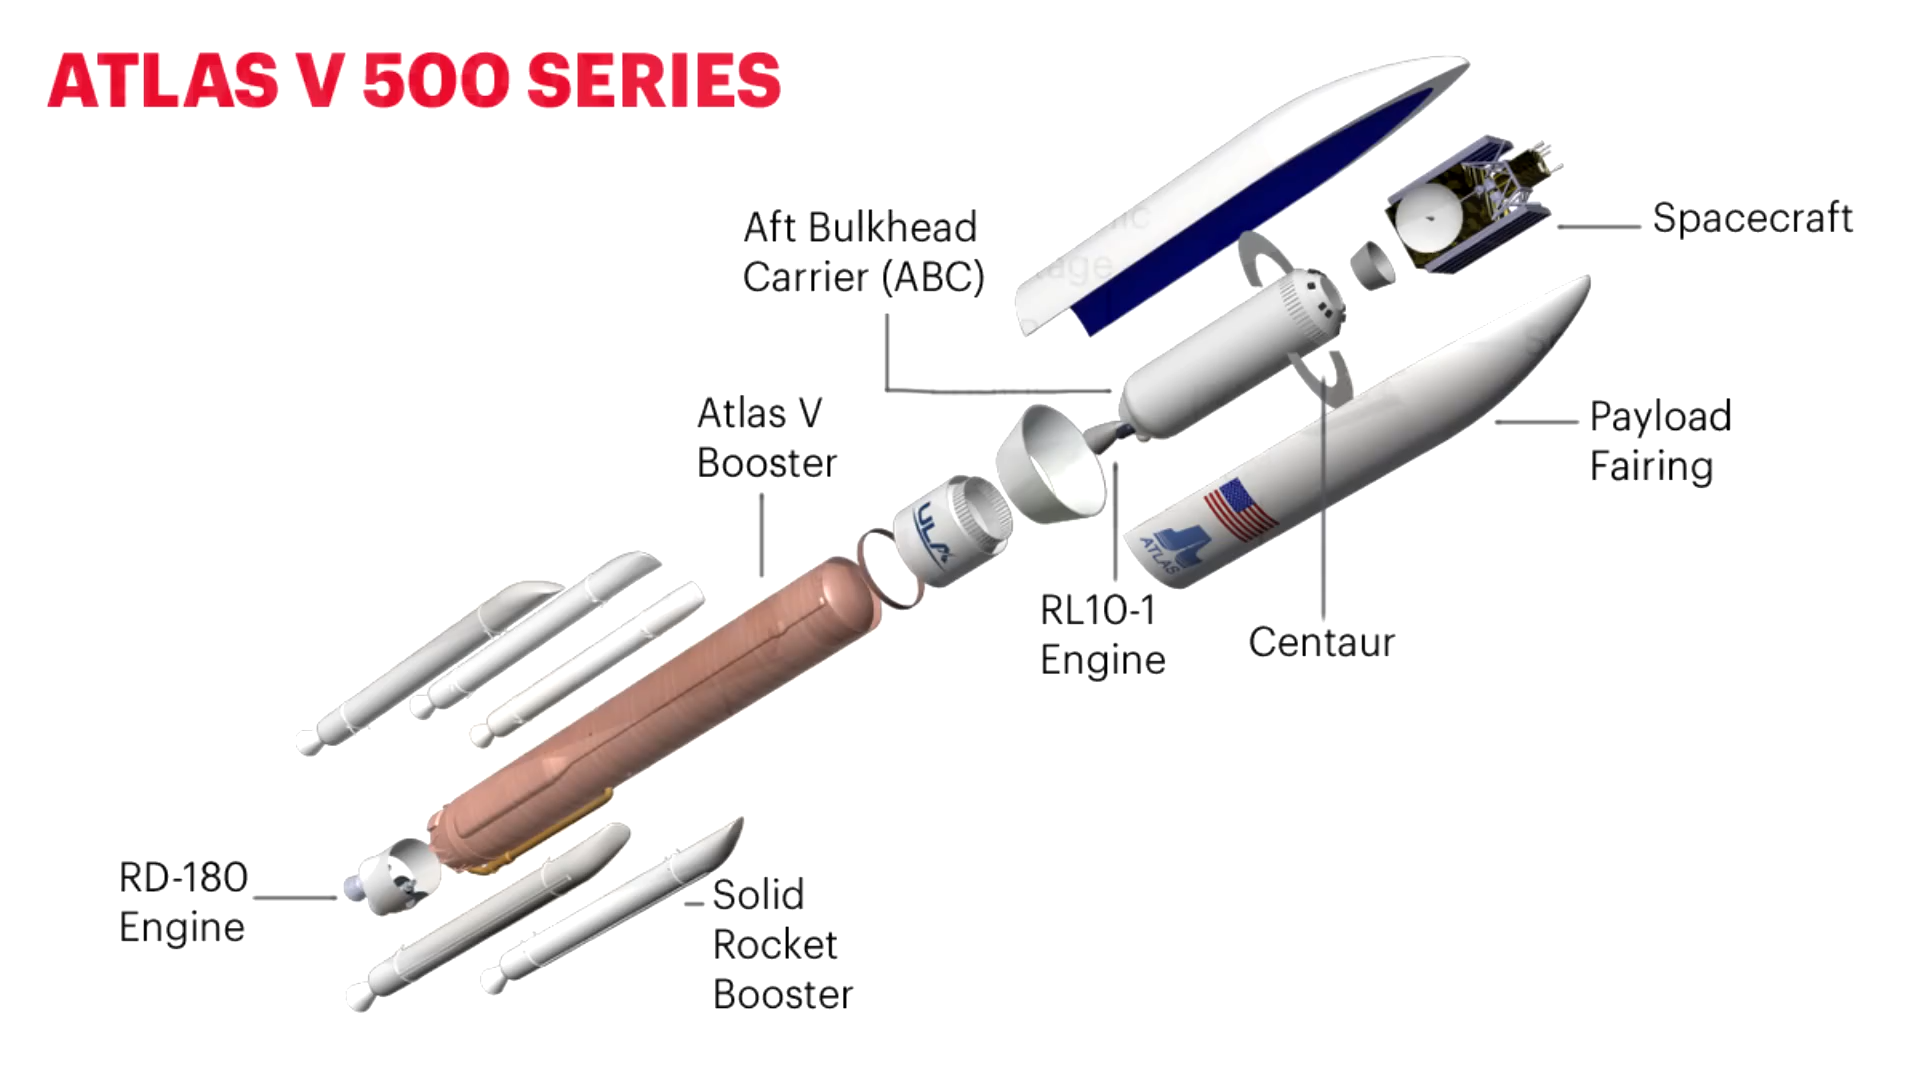 ATLAS V 500 SERIES
Spacecraft
Aft Bulkhead
Carrier (ABC)
Atlas V
Booster
Payload
Fairing
ULA
ATLAS
RL10-1
Engine
Centaur
RD-180
Engine
Solid
Rocket
Booster